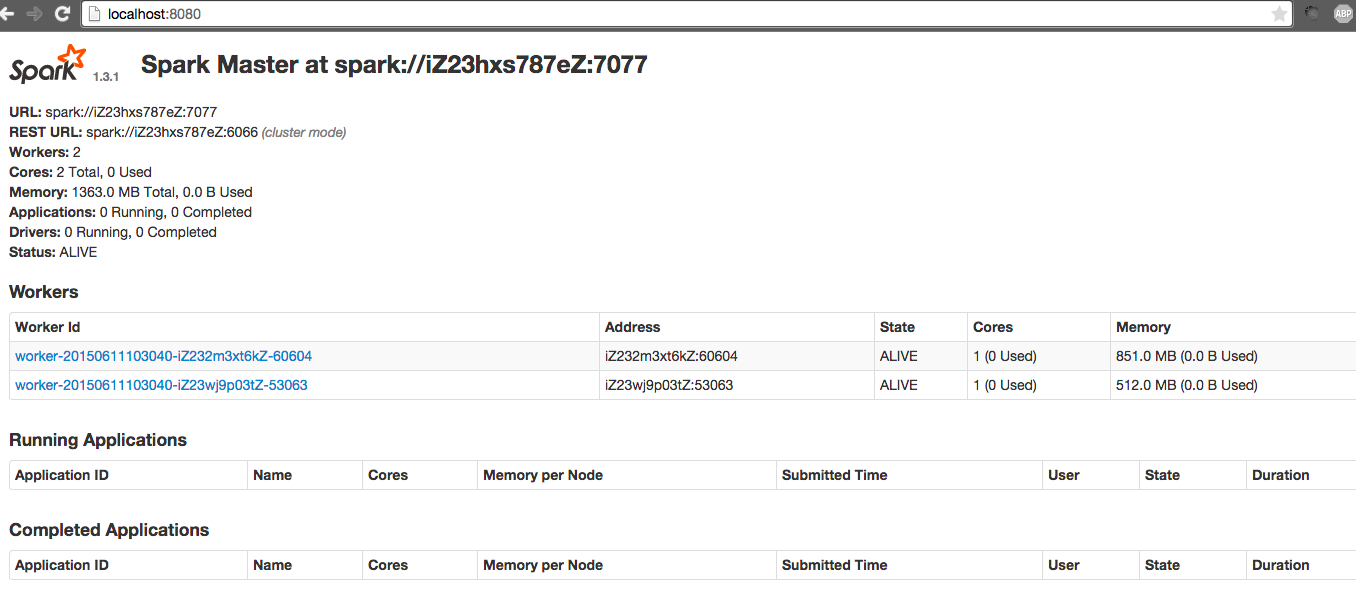 localhost:8080
ABP
Spark 1.3.1 Spark Master at spark://iZ23hxs787eZ:7077
URL: spark://iZ23hxs787eZ:7077
REST URL: spark://iZ23hxs787eZ:6066 (cluster mode)
Workers: 2
Cores: 2 Total, 0 Used
Memory: 1363.0 MB Total, 0.0 B Used
Applications: 0 Running, 0 Completed
Drivers: 0 Running, 0 Completed
Status: ALIVE
Workers
Worker Id Address State Cores Memory
worker-20150611103040-iZ232m3xt6kZ-60604 iZ232m3xt6kZ:60604 ALIVE 1 (0 Used) 851.0 MB (0.0 B Used)
worker-20150611103040-iZ23wj9p03tZ-53063 iZ23wj9p03tZ:53063 ALIVE 1 (0 Used) 512.0 MB (0.0 B Used)
Running Applications
Application ID Name Cores Memory per Node Submitted Time User State Duration
Completed Applications
Application ID Name Cores Memory per Node Submitted Time User State Duration